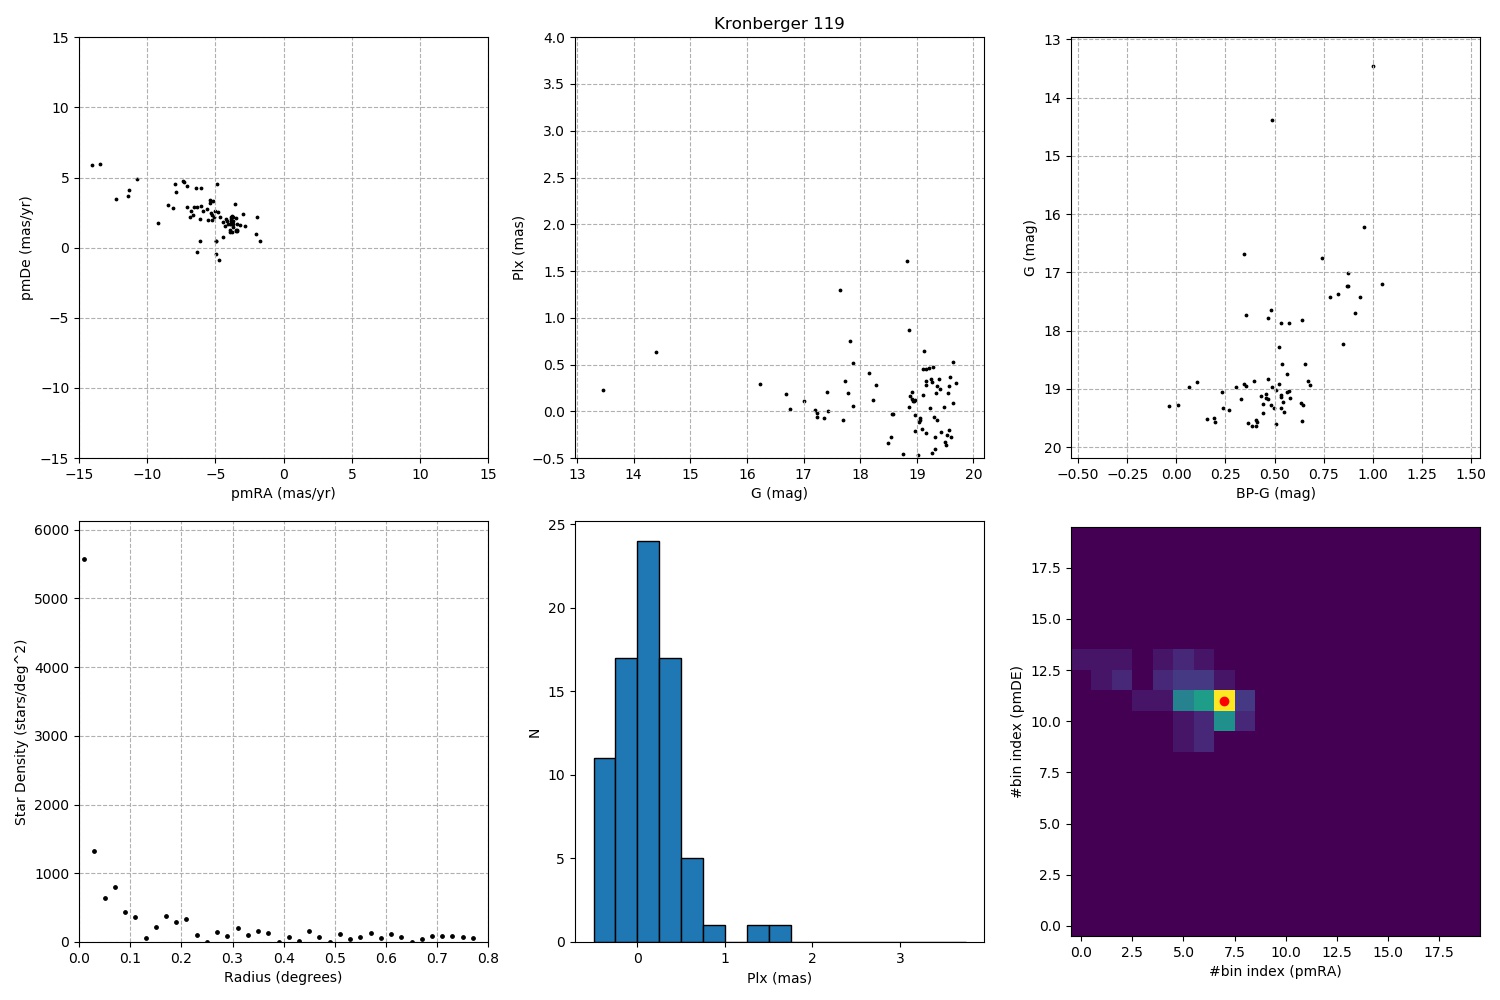 Kronberger 119
15
10
5
0
−5
−10
−15
−15 −10 −5 0 5 10 15
pmRA (mas/yr)
pmDe (mas/yr)
4.0
3.5
3.0
2.5
2.0
1.5
1.0
0.5
0.0
−0.5
13 14 15 16 17 18 19 20
G (mag)
Plx (mas)
13
14
15
16
17
18
19
20
−0.50 −0.25 0.00 0.25 0.50 0.75 1.00 1.25 1.50
BP-G (mag)
G (mag)
6000
5000
4000
3000
2000
1000
0
0.0 0.1 0.2 0.3 0.4 0.5 0.6 0.7 0.8
Radius (degrees)
Star Density (stars/deg^2)
25
20
15
10
5
0
0 1 2 3
Plx (mas)
N
17.5
15.0
12.5
10.0
7.5
5.0
2.5
0.0
0.0 2.5 5.0 7.5 10.0 12.5 15.0 17.5
#bin index (pmRA)
#bin index (pmDE)